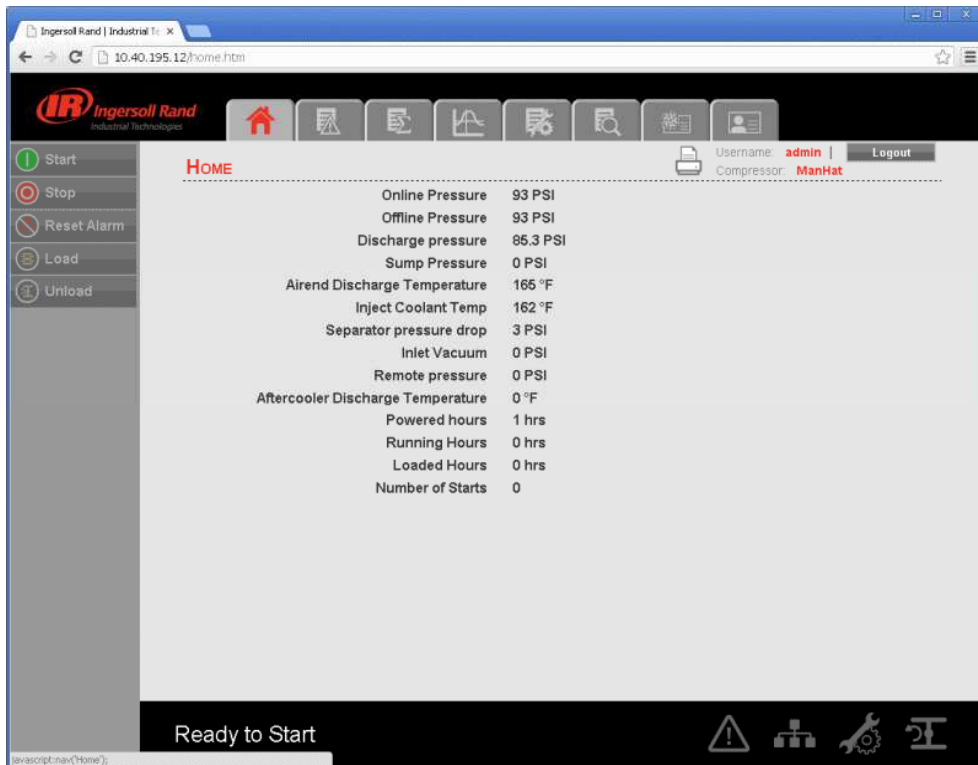 Ingersoll Rand | Industrial Te
10.40.195.12/home.htm
IR Ingersoll Rand
Industrial Technologies
Start
Stop
Reset Alarm
Load
Unload
HOME
Username: admin | Logout
Compressor: ManHat
Online Pressure 93 PSI
Offline Pressure 93 PSI
Discharge pressure 85.3 PSI
Sump Pressure 0 PSI
Airend Discharge Temperature 165 °F
Inject Coolant Temp 162 °F
Separator pressure drop 3 PSI
Inlet Vacuum 0 PSI
Remote pressure 0 PSI
Aftercooler Discharge Temperature 0 °F
Powered hours 1 hrs
Running Hours 0 hrs
Loaded Hours 0 hrs
Number of Starts 0
Ready to Start
javascript:nav('Home');